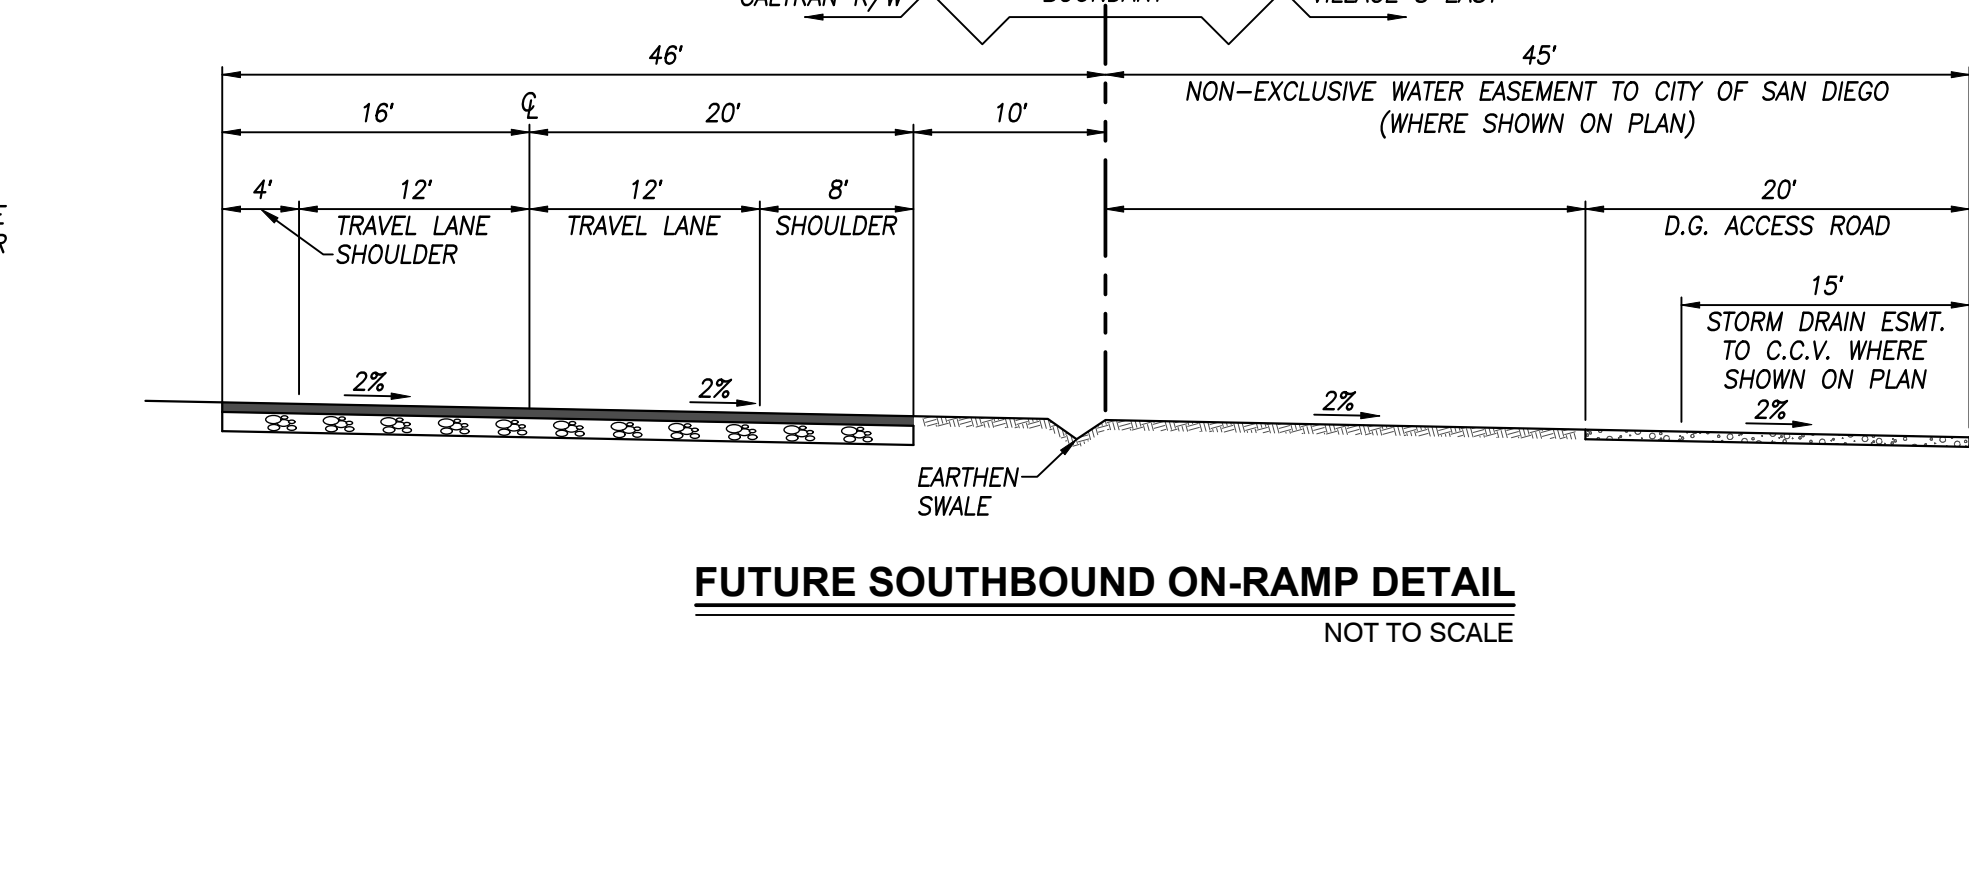 CALTRAN R/W
BOUNDARY
46'
45'
NON-EXCLUSIVE WATER EASEMENT TO CITY OF SAN DIEGO
(WHERE SHOWN ON PLAN)
16'
℄
20'
10'
4'
12'
12'
8'
20'
TRAVEL LANE
TRAVEL LANE
SHOULDER
D.G. ACCESS ROAD
SHOULDER
15'
STORM DRAIN ESMT.
TO C.C.V. WHERE
SHOWN ON PLAN
2%
2%
2%
2%
EARTHEN
SWALE
FUTURE SOUTHBOUND ON-RAMP DETAIL
NOT TO SCALE